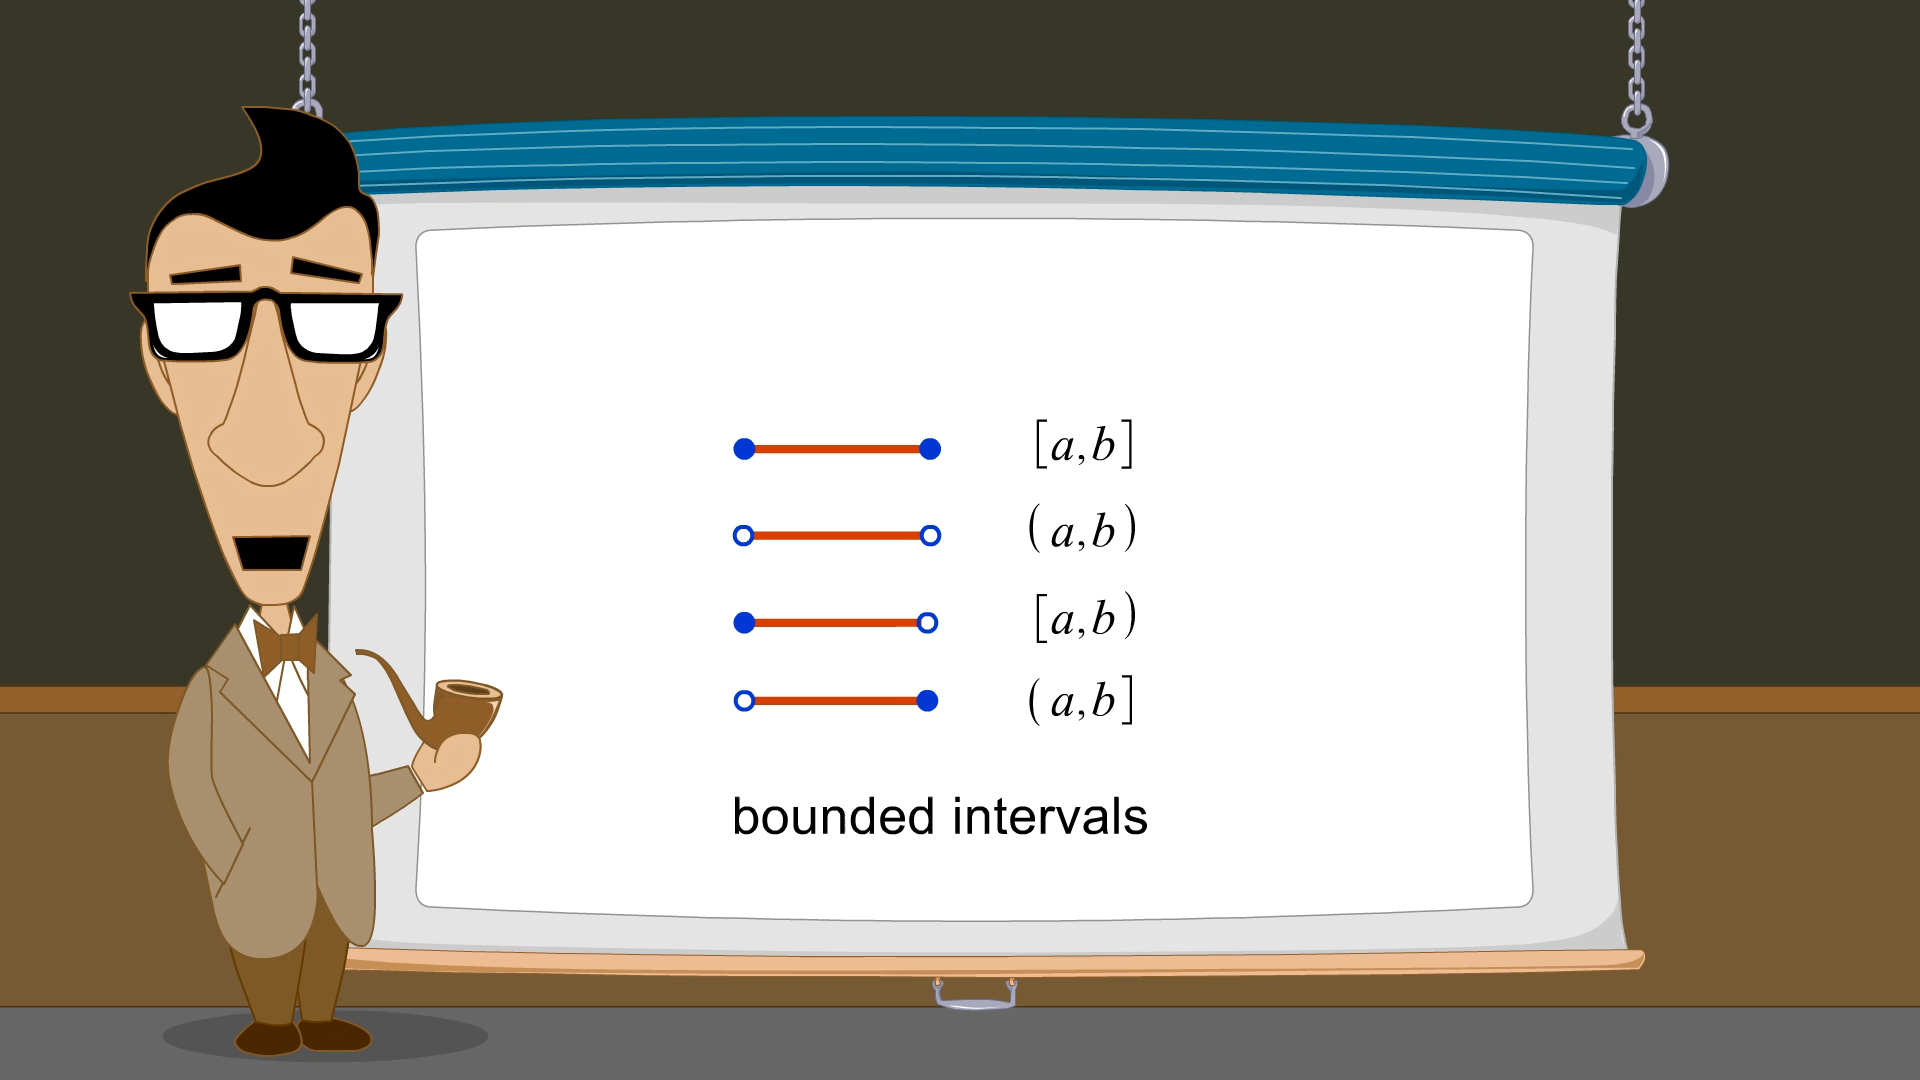 [a,b]
(a,b)
[a,b)
(a,b]
bounded intervals